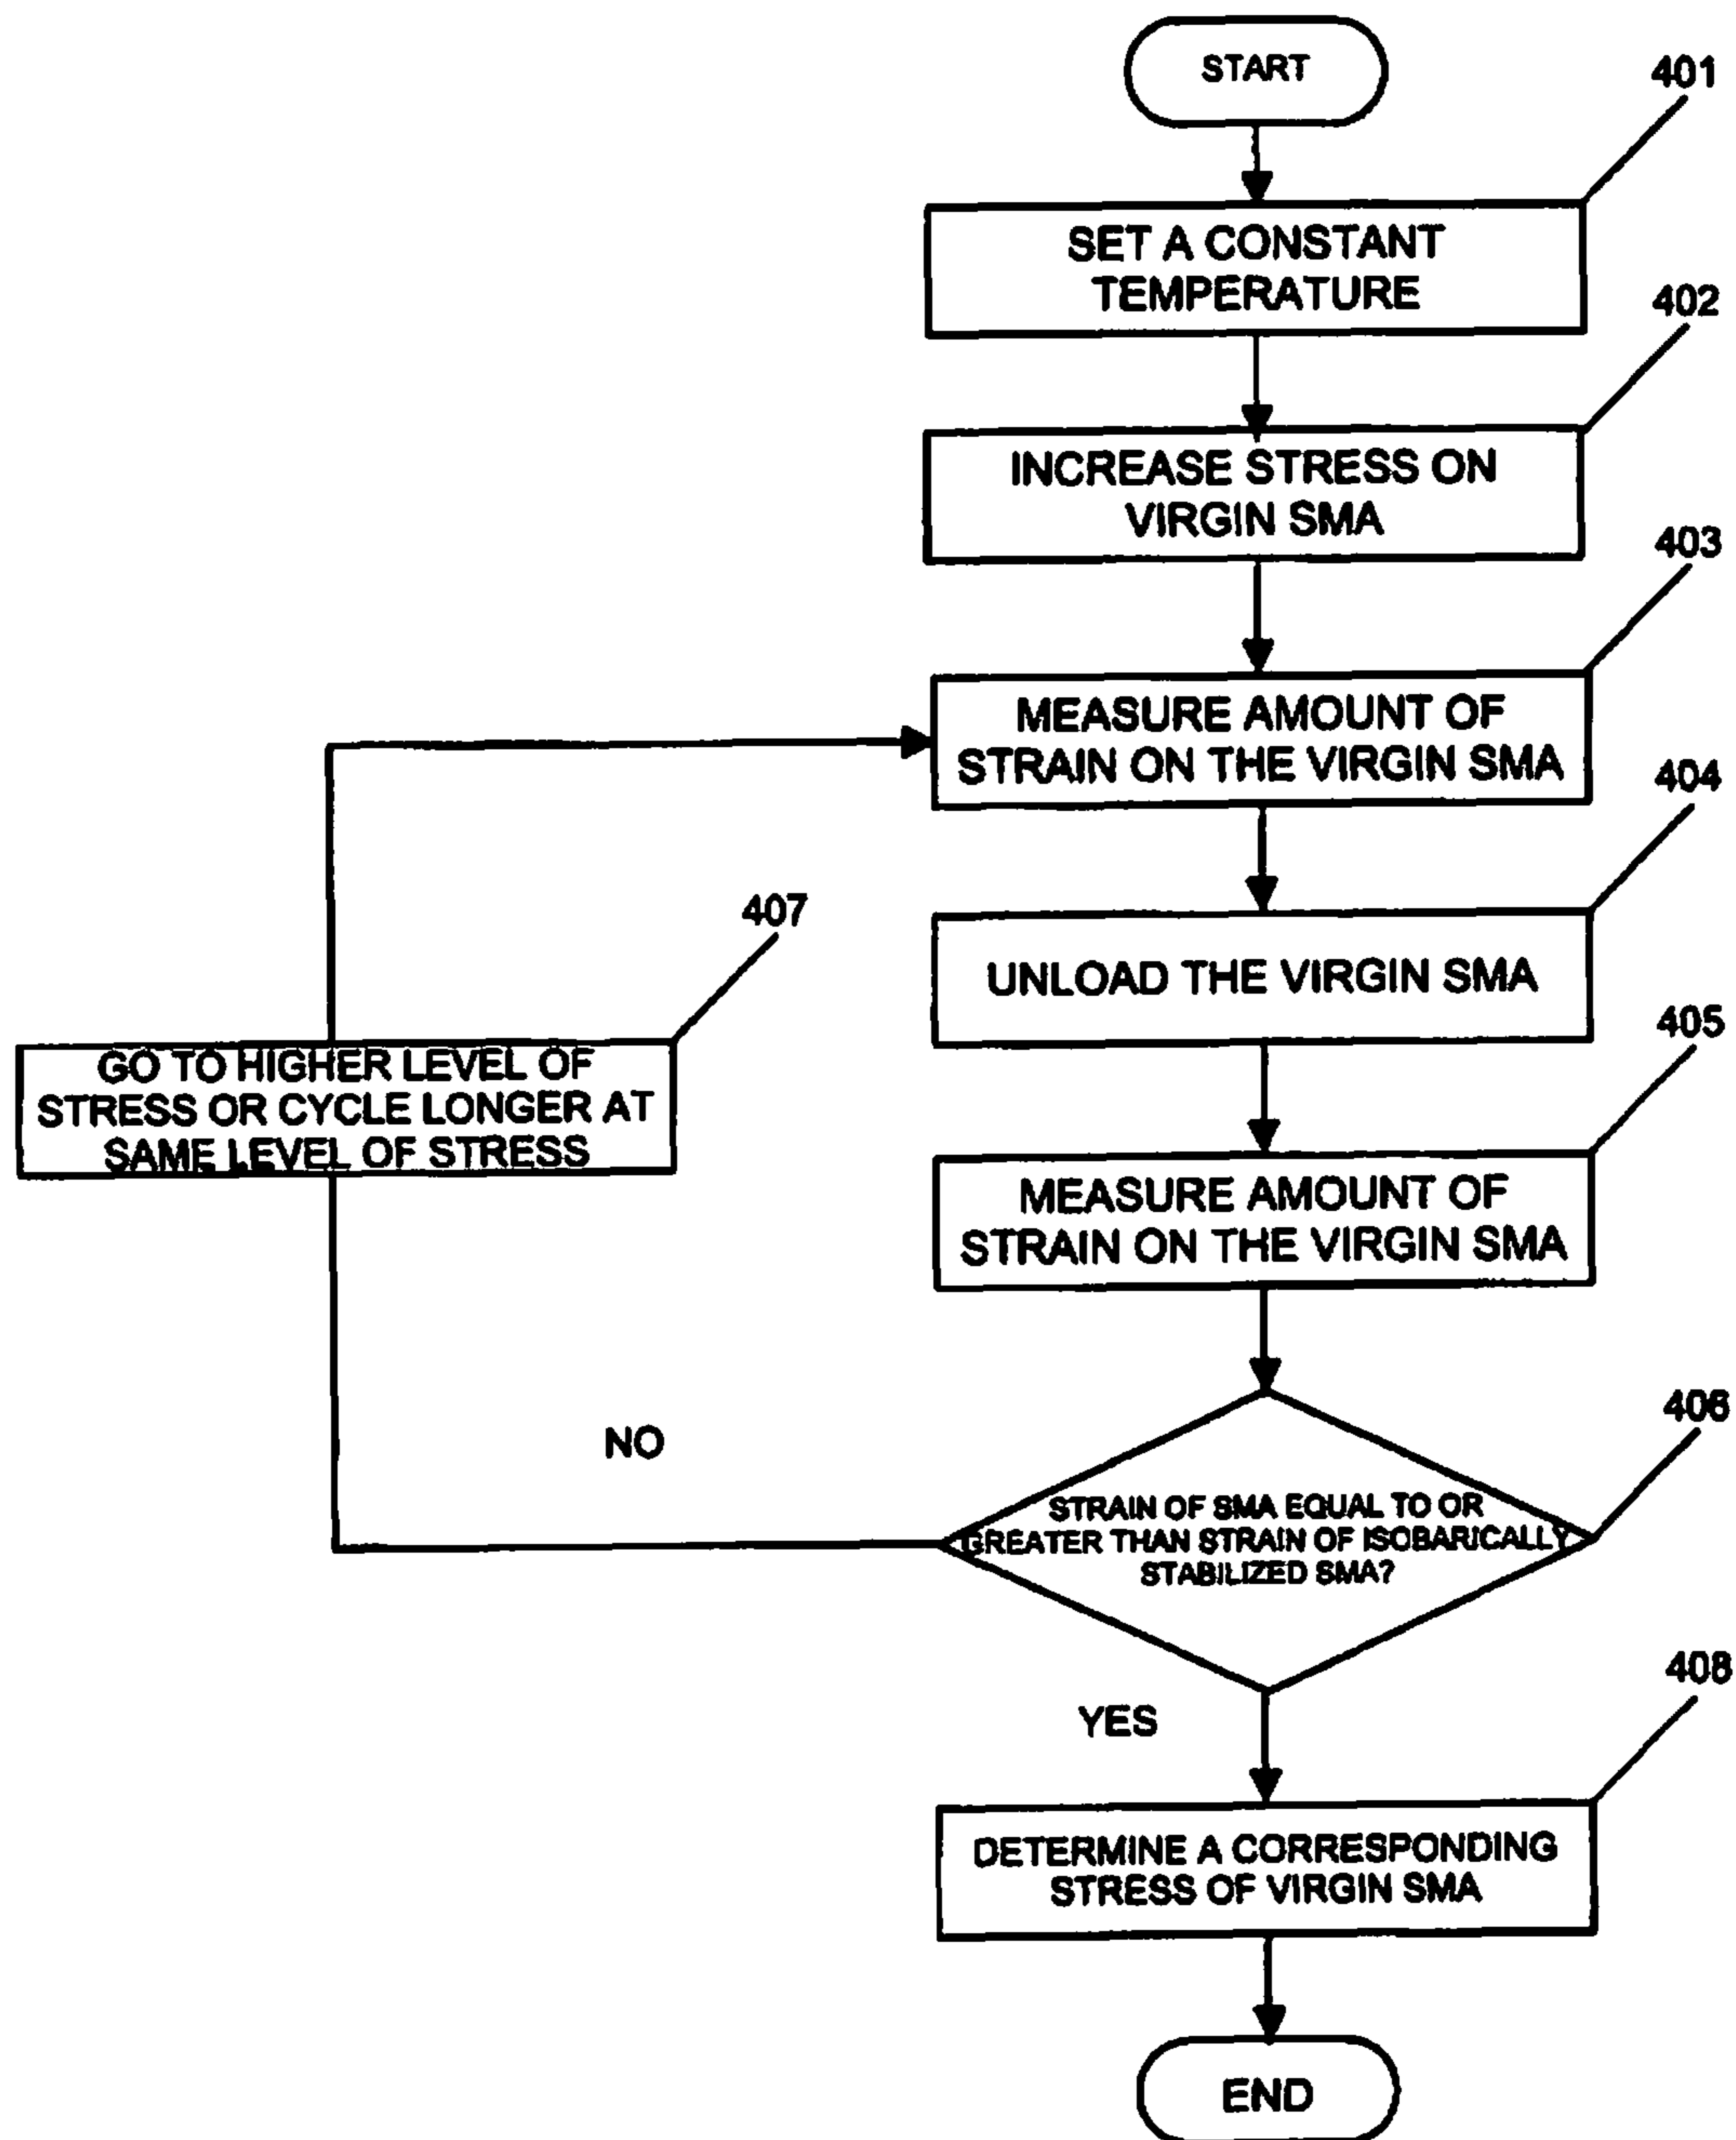 START
401
SET A CONSTANT
TEMPERATURE
402
INCREASE STRESS ON
VIRGIN SMA
403
MEASURE AMOUNT OF
STRAIN ON THE VIRGIN SMA
404
UNLOAD THE VIRGIN SMA
407
GO TO HIGHER LEVEL OF
STRESS OR CYCLE LONGER AT
SAME LEVEL OF STRESS
405
MEASURE AMOUNT OF
STRAIN ON THE VIRGIN SMA
406
NO
STRAIN OF SMA EQUAL TO OR
GREATER THAN STRAIN OF ISOBARICALLY
STABILIZED SMA?
408
YES
DETERMINE A CORRESPONDING
STRESS OF VIRGIN SMA
END